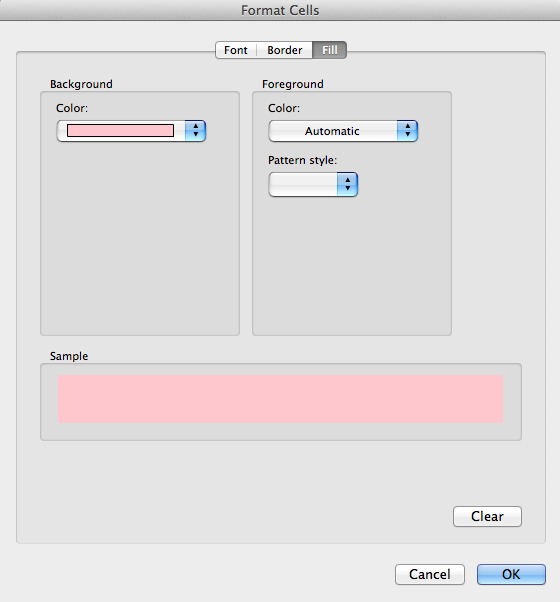 Format Cells
Font Border Fill
Background
Color:
Foreground
Color:
Automatic
Pattern style:
Sample
Clear
Cancel OK